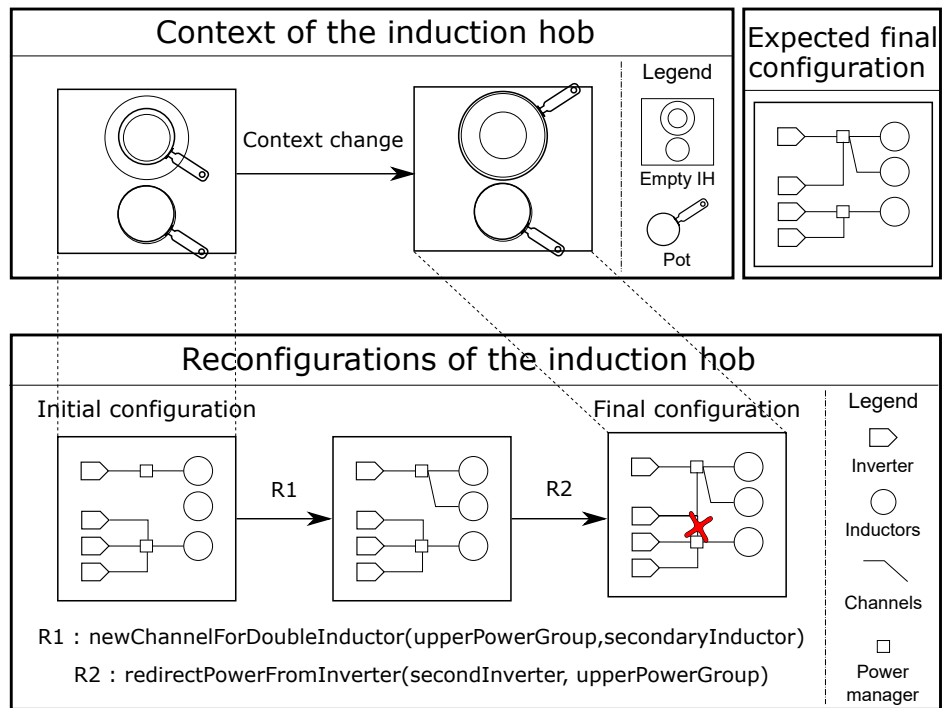 Context of the induction hob
Expected final
configuration
Context change
Legend
Empty IH
Pot
Reconfigurations of the induction hob
Initial configuration
R1
R2
Final configuration
Legend
Inverter
Inductors
Channels
Power
manager
R1 : newChannelForDoubleInductor(upperPowerGroup,secondaryInductor)
R2 : redirectPowerFromInverter(secondInverter, upperPowerGroup)